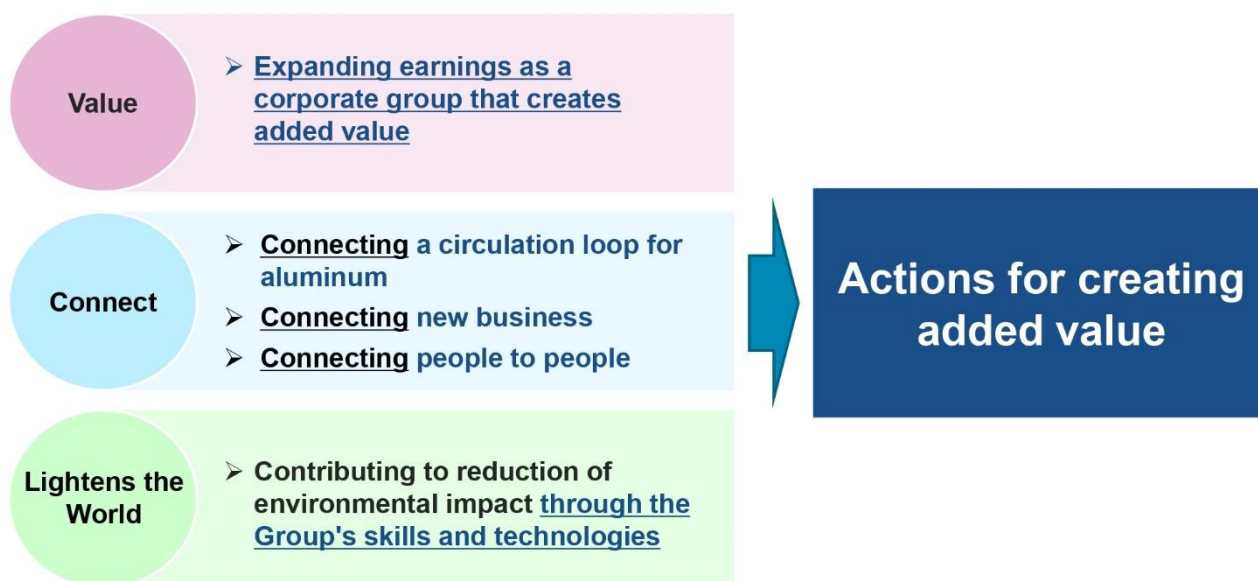 Value
➢ Expanding earnings as a
corporate group that creates
added value
Connect
➢ Connecting a circulation loop for
aluminum
➢ Connecting new business
➢ Connecting people to people
Lightens the
World
➢ Contributing to reduction of
environmental impact through the
Group's skills and technologies
Actions for creating
added value